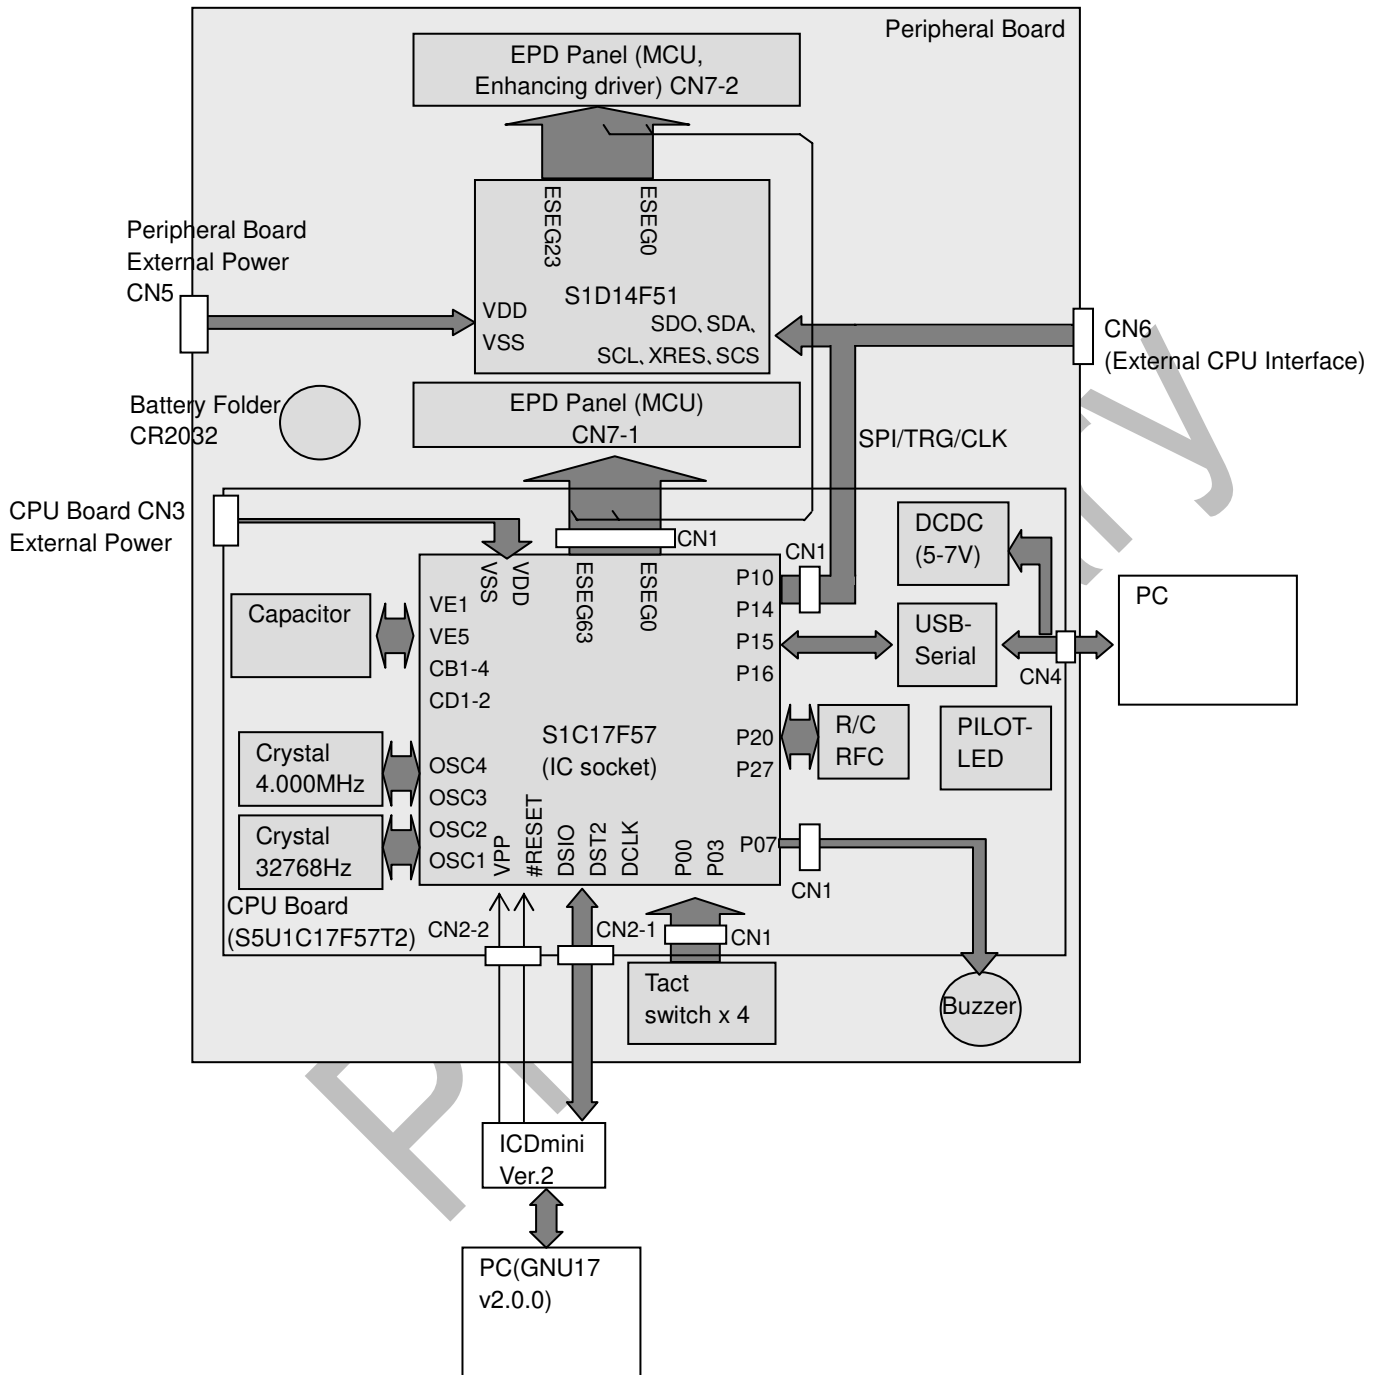 Peripheral Board
EPD Panel (MCU,
Enhancing driver) CN7-2
ESEG23
ESEG0
Peripheral Board
External Power
CN5
S1D14F51
VDD
VSS
SDO、SDA、
SCL、XRES、SCS
CN6
(External CPU Interface)
Battery Folder
CR2032
EPD Panel (MCU)
CN7-1
SPI/TRG/CLK
CPU Board CN3
External Power
CN1
CN1
DCDC
(5-7V)
VSS
VDD
ESEG63
ESEG0
P10
P14
P15
P16
P20
P27
PC
Capacitor
VE1
VE5
CB1-4
CD1-2
USB-
Serial
CN4
S1C17F57
(IC socket)
R/C
RFC
PILOT-
LED
Crystal
4.000MHz
OSC4
OSC3
OSC2
OSC1
Crystal
32768Hz
VPP
#RESET
DSIO
DST2
DCLK
P00
P03
P07
CN1
CPU Board
(S5U1C17F57T2)
CN2-2
CN2-1
CN1
Tact
switch x 4
Buzzer
ICDmini
Ver.2
PC(GNU17
v2.0.0)